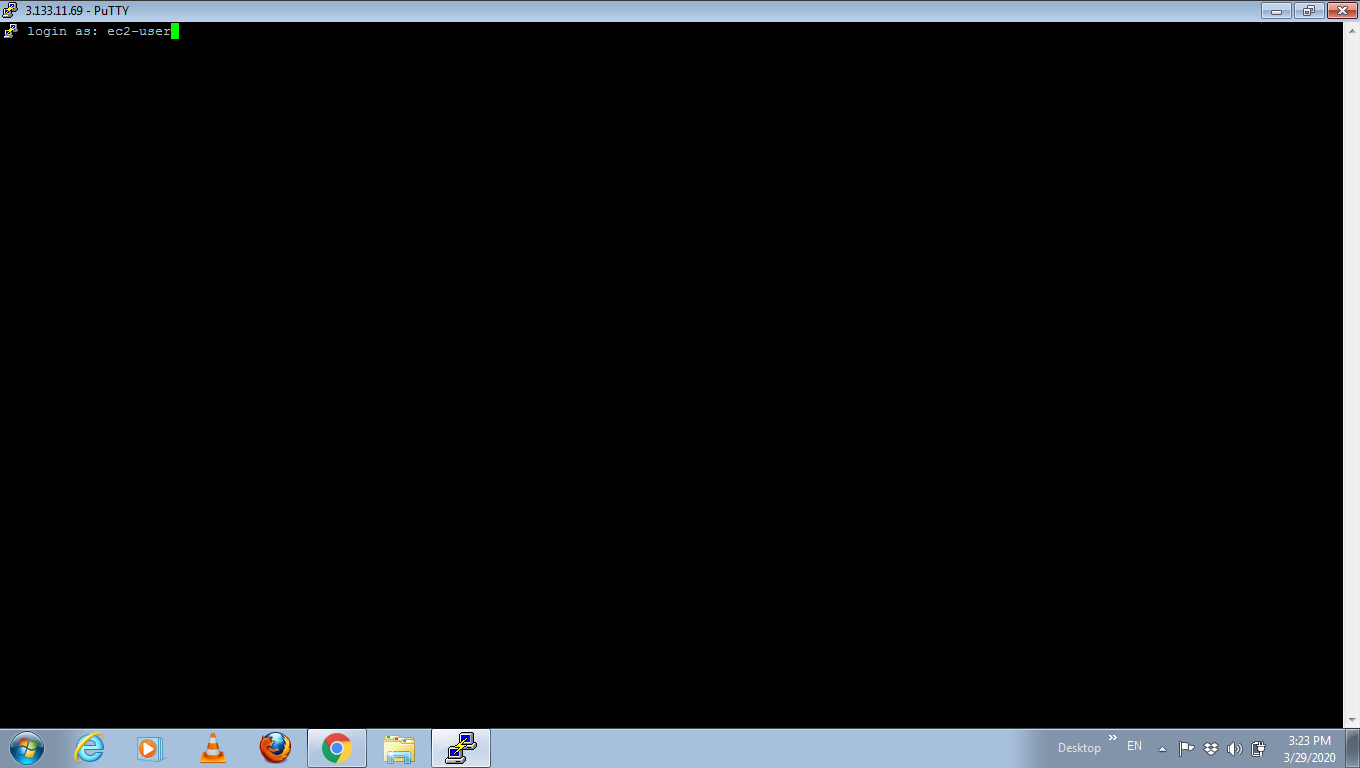 3.133.11.69 - PuTTY
login as: ec2-user
Desktop
EN
3:23 PM
3/29/2020